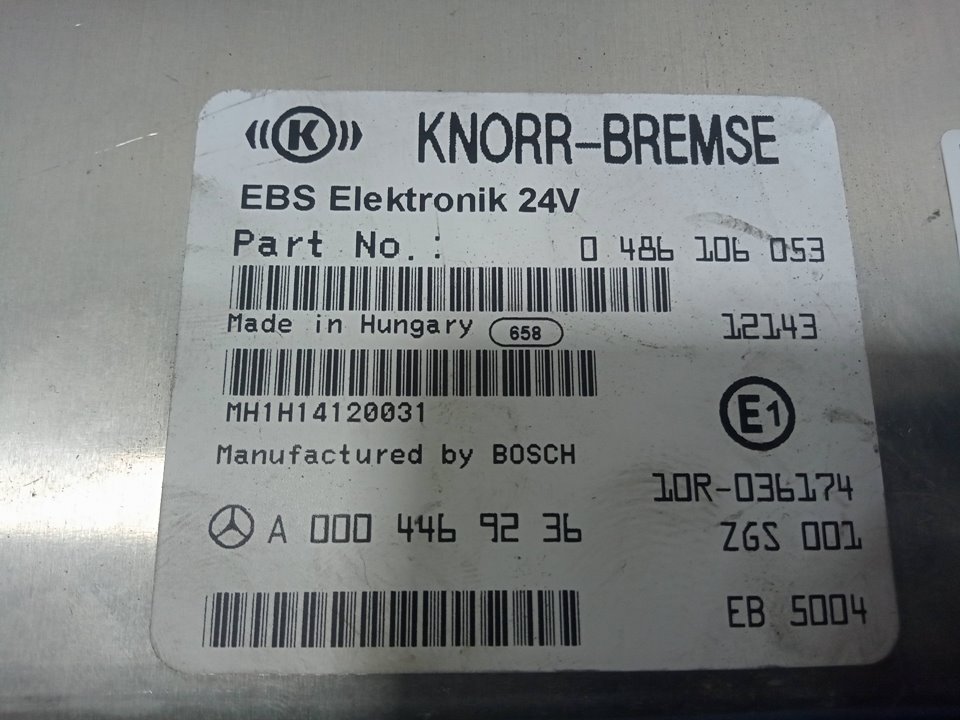 K KNORR-BREMSE
EBS Elektronik 24V
Part No.: 0 486 106 053
Made in Hungary 658 12143
MH1H14120031
E1
Manufactured by BOSCH
10R-036174
A 000 446 92 36 ZGS 001
EB 5004